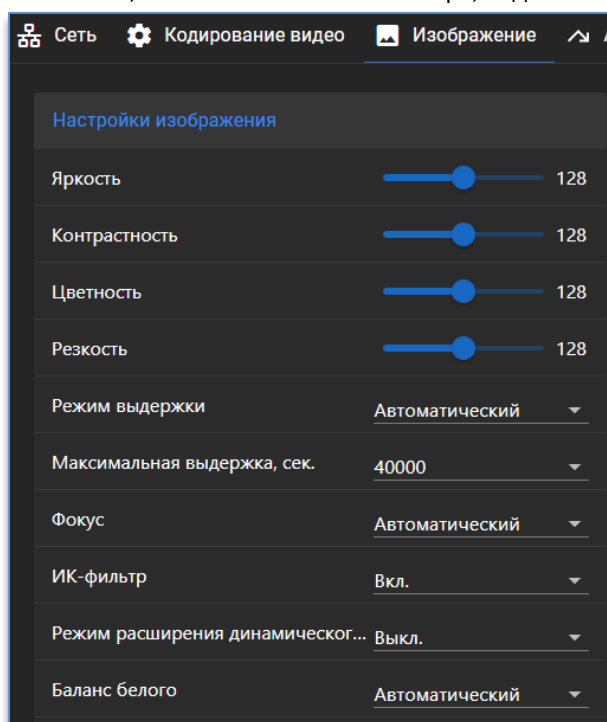 Сеть Кодирование видео Изображение
Настройки изображения
Яркость 128
Контрастность 128
Цветность 128
Резкость 128
Режим выдержки Автоматический
Максимальная выдержка, сек. 40000
Фокус Автоматический
ИК-фильтр Вкл.
Режим расширения динамическог... Выкл.
Баланс белого Автоматический